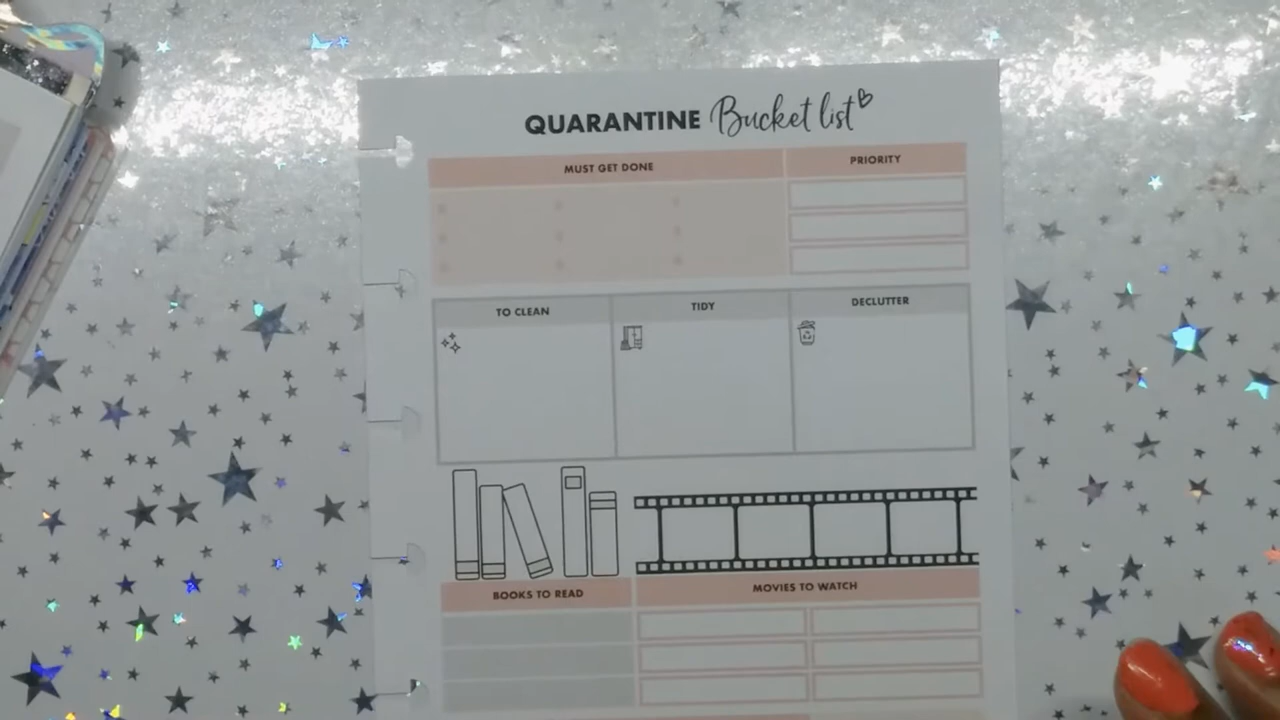 QUARANTINE Bucket list
MUST GET DONE
PRIORITY
TO CLEAN
TIDY
DECLUTTER
BOOKS TO READ
MOVIES TO WATCH